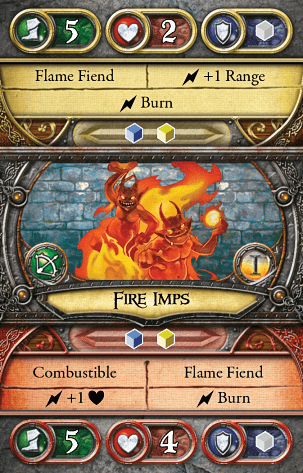 5 2
Flame Fiend +1 Range
Burn
I
FIRE IMPS
Combustible Flame Fiend
+1 Burn
5 4